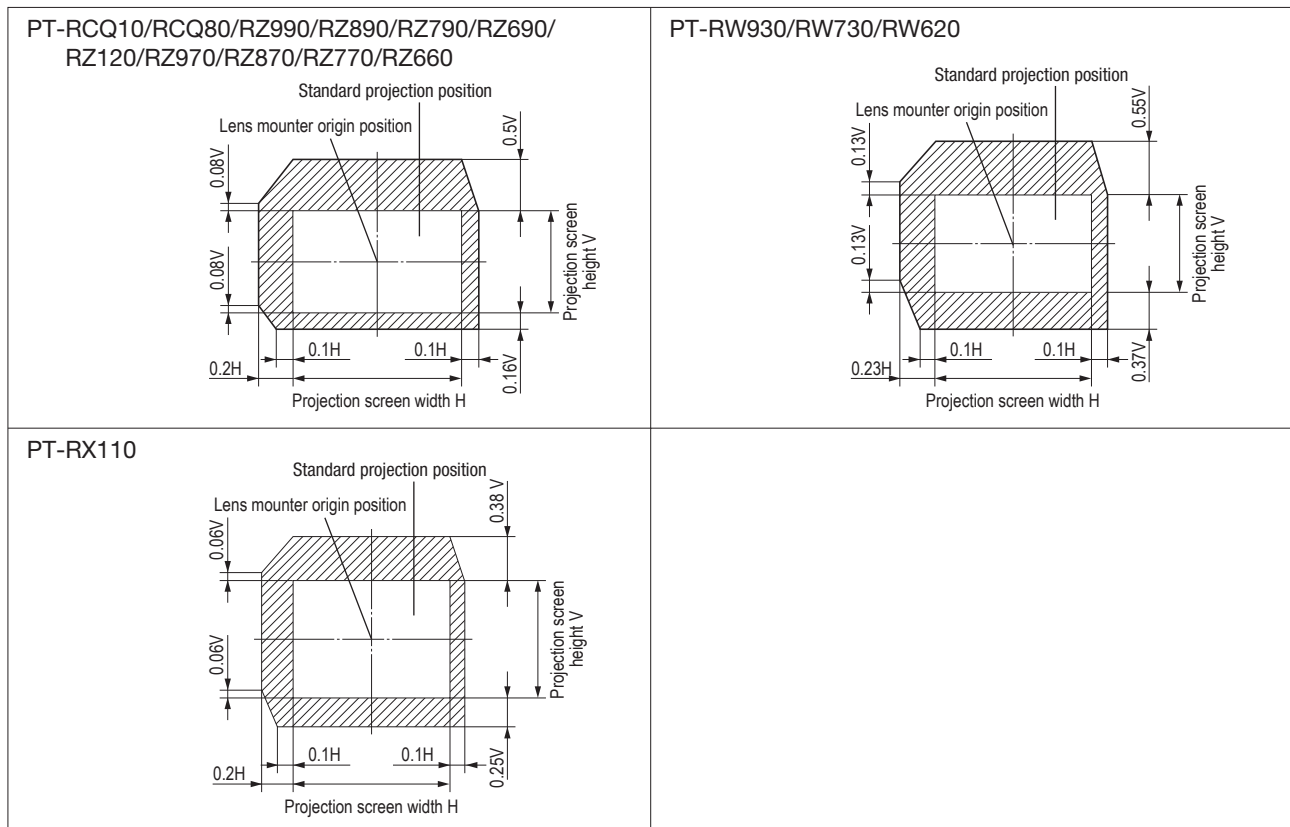 PT-RCQ10/RCQ80/RZ990/RZ890/RZ790/RZ690/
RZ120/RZ970/RZ870/RZ770/RZ660
Standard projection position
Lens mounter origin position
0.5V
0.08V
0.08V
Projection screen
height V
0.1H
0.1H
0.2H
0.16V
Projection screen width H
PT-RW930/RW730/RW620
Standard projection position
Lens mounter origin position
0.55V
0.13V
0.13V
Projection screen
height V
0.1H
0.1H
0.23H
0.37V
Projection screen width H
PT-RX110
Standard projection position
Lens mounter origin position
0.38 V
0.06V
0.06V
Projection screen
height V
0.1H
0.1H
0.2H
0.25V
Projection screen width H